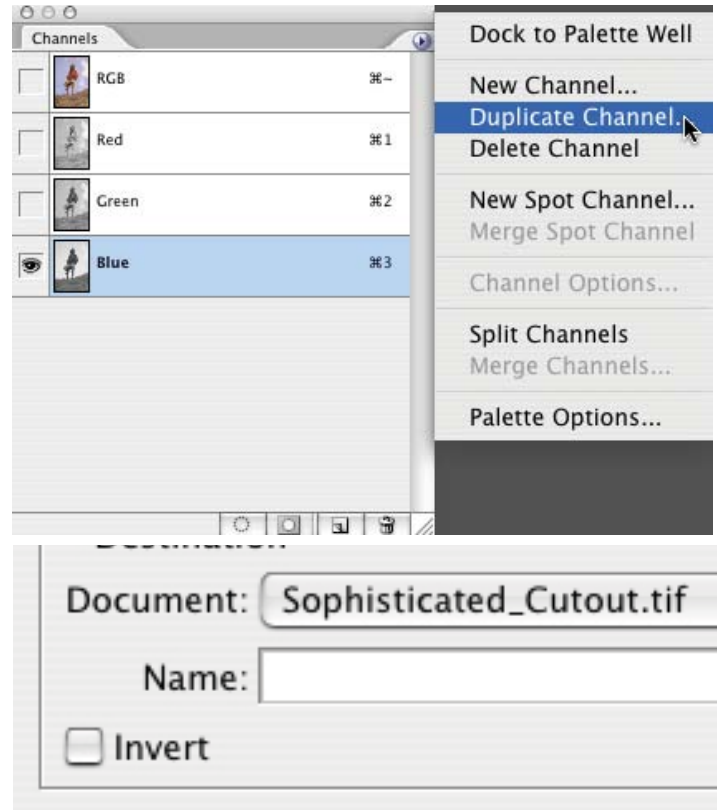 Channels
RGB ⌘~
Red ⌘1
Green ⌘2
Blue ⌘3
Dock to Palette Well
New Channel...
Duplicate Channel..
Delete Channel
New Spot Channel...
Merge Spot Channel
Channel Options...
Split Channels
Merge Channels...
Palette Options...
Destination
Document: Sophisticated_Cutout.tif
Name:
Invert